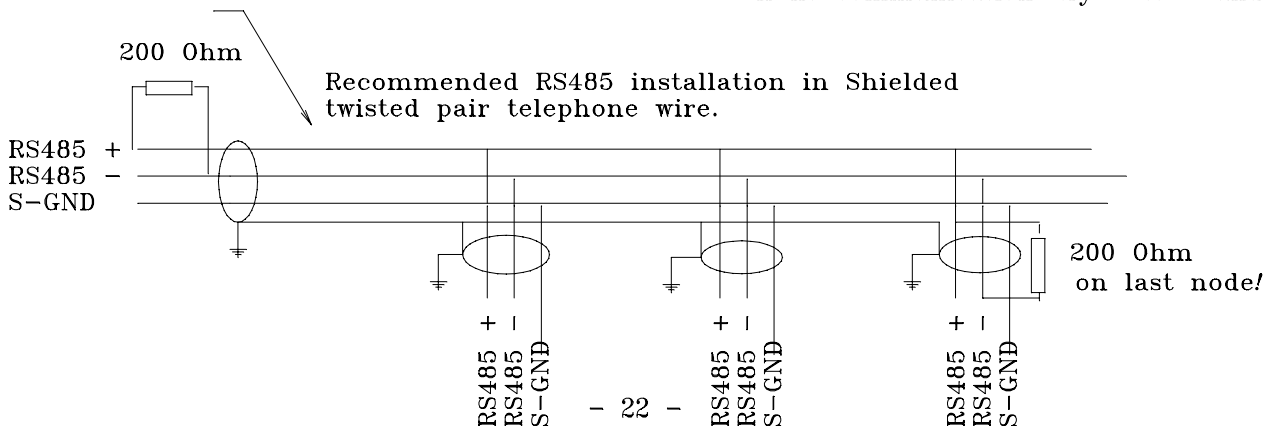 200 Ohm
Recommended RS485 installation in Shielded
twisted pair telephone wire.
RS485 +
RS485 -
S-GND
200 Ohm
on last node!
+ -
RS485
RS485
S-GND
+ -
RS485
RS485
S-GND
+ -
RS485
RS485
S-GND
- 22 -